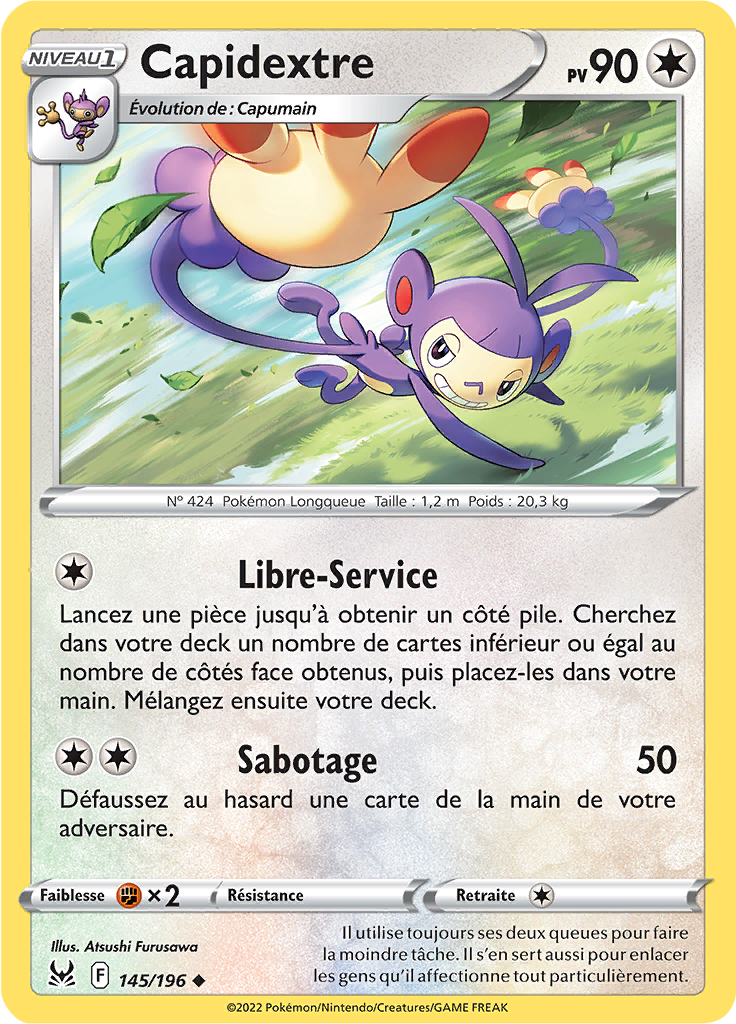 NIVEAU 1
Capidextre
PV 90
Évolution de : Capumain
Nº 424 Pokémon Longqueue Taille : 1,2 m Poids : 20,3 kg
Libre-Service
Lancez une pièce jusqu'à obtenir un côté pile. Cherchez
dans votre deck un nombre de cartes inférieur ou égal au
nombre de côtés face obtenus, puis placez-les dans votre
main. Mélangez ensuite votre deck.
Sabotage 50
Défaussez au hasard une carte de la main de votre
adversaire.
Faiblesse ×2 Résistance Retraite
Illus. Atsushi Furusawa
F 145/196
Il utilise toujours ses deux queues pour faire
la moindre tâche. Il s'en sert aussi pour enlacer
les gens qu'il affectionne tout particulièrement.
©2022 Pokémon/Nintendo/Creatures/GAME FREAK